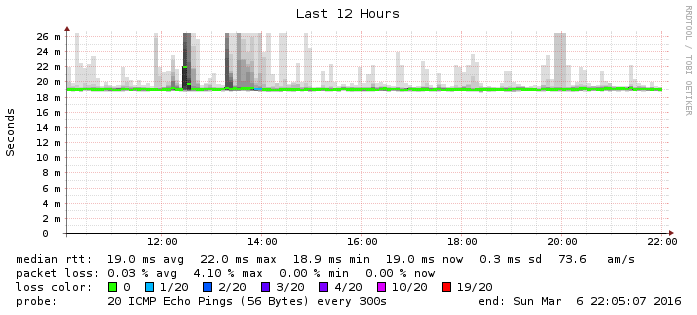 Last 12 Hours
RRDTOOL / TOBI OETIKER
Seconds
26 m
24 m
22 m
20 m
18 m
16 m
14 m
12 m
10 m
8 m
6 m
4 m
2 m
0
12:00 14:00 16:00 18:00 20:00 22:00
median rtt: 19.0 ms avg 22.0 ms max 18.9 ms min 19.0 ms now 0.3 ms sd 73.6 am/s
packet loss: 0.03 % avg 4.10 % max 0.00 % min 0.00 % now
loss color: 0 1/20 2/20 3/20 4/20 10/20 19/20
probe: 20 ICMP Echo Pings (56 Bytes) every 300s end: Sun Mar 6 22:05:07 2016